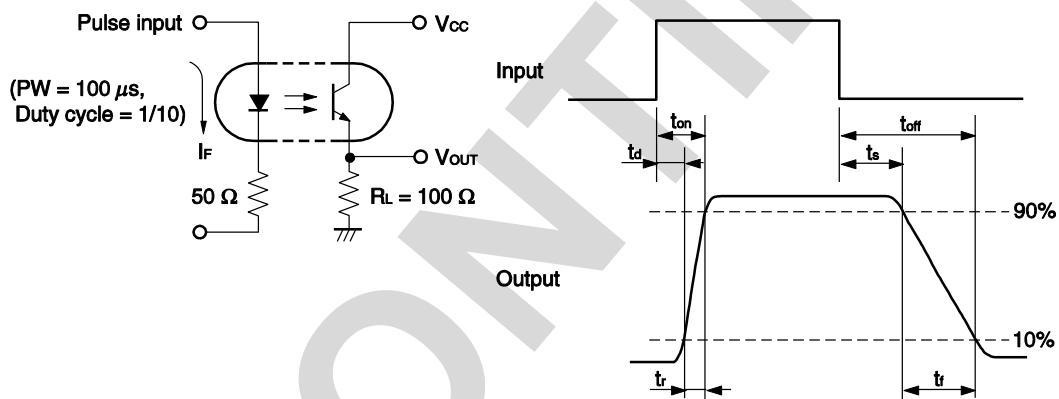 Pulse input
VCC
(PW = 100 μs,
Duty cycle = 1/10)
IF
VOUT
50 Ω
RL = 100 Ω
Input
ton
toff
td
ts
90%
Output
10%
tr
tf
ONTIN